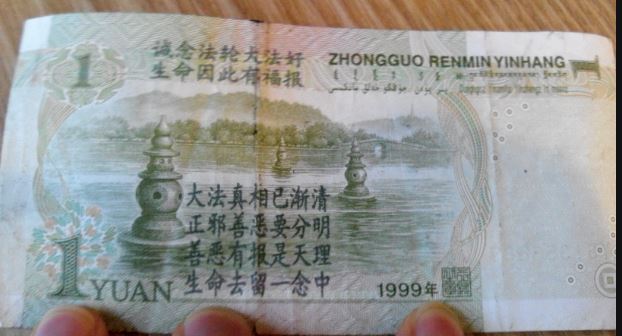 诚念法轮大法好
生命因此有福报
1
ZHONGGUO RENMIN YINHANG
1
大法真相已渐清
正邪善恶要分明
善恶有报是天理
生命去留一念中
1 YUAN
1999年